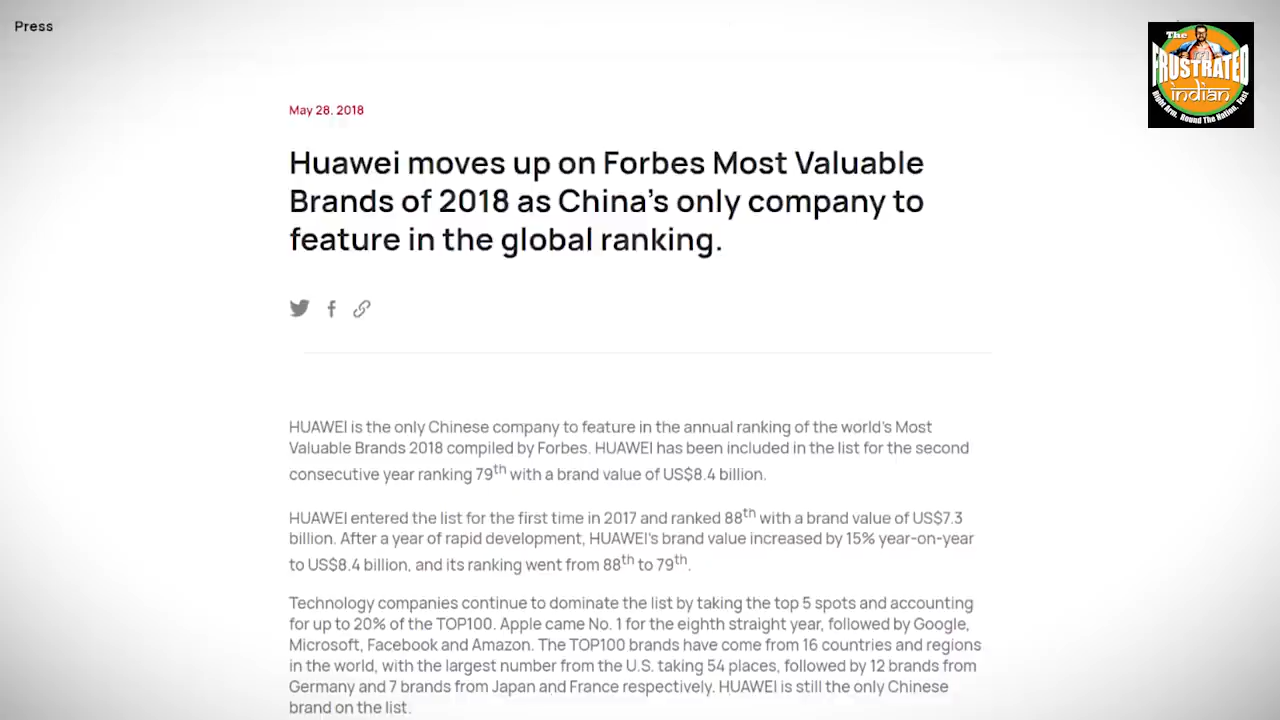 Press
The
FRUSTRATED
indian
Right Arm. Round The Nation. Fast
May 28, 2018
Huawei moves up on Forbes Most Valuable
Brands of 2018 as China's only company to
feature in the global ranking.
HUAWEI is the only Chinese company to feature in the annual ranking of the world's Most
Valuable Brands 2018 compiled by Forbes. HUAWEI has been included in the list for the second
consecutive year ranking 79th with a brand value of US$8.4 billion.
HUAWEI entered the list for the first time in 2017 and ranked 88th with a brand value of US$7.3
billion. After a year of rapid development, HUAWEI's brand value increased by 15% year-on-year
to US$8.4 billion, and its ranking went from 88th to 79th.
Technology companies continue to dominate the list by taking the top 5 spots and accounting
for up to 20% of the TOP100. Apple came No. 1 for the eighth straight year, followed by Google,
Microsoft, Facebook and Amazon. The TOP100 brands have come from 16 countries and regions
in the world, with the largest number from the U.S. taking 54 places, followed by 12 brands from
Germany and 7 brands from Japan and France respectively. HUAWEI is still the only Chinese
brand on the list.